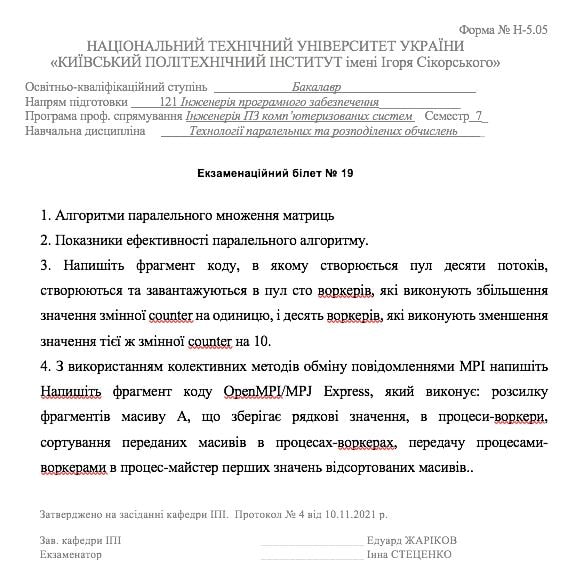 Форма № Н-5.05
НАЦІОНАЛЬНИЙ ТЕХНІЧНИЙ УНІВЕРСИТЕТ УКРАЇНИ
«КИЇВСЬКИЙ ПОЛІТЕХНІЧНИЙ ІНСТИТУТ імені Ігоря Сікорського»
Освітньо-кваліфікаційний ступінь Бакалавр
Напрям підготовки 121 Інженерія програмного забезпечення
Програма проф. спрямування Інженерія ПЗ комп’ютеризованих систем Семестр 7
Навчальна дисципліна Технології паралельних та розподілених обчислень
Екзаменаційний білет № 19
1. Алгоритми паралельного множення матриць
2. Показники ефективності паралельного алгоритму.
3. Напишіть фрагмент коду, в якому створюється пул десяти потоків,
створюються та завантажуються в пул сто воркерів, які виконують збільшення
значення змінної counter на одиницю, і десять воркерів, які виконують зменшення
значення тієї ж змінної counter на 10.
4. З використанням колективних методів обміну повідомленнями MPI напишіть
Напишіть фрагмент коду OpenMPI/MPJ Express, який виконує: розсилку
фрагментів масиву А, що зберігає рядкові значення, в процеси-воркери,
сортування переданих масивів в процесах-воркерах, передачу процесами-
воркерами в процес-майстер перших значень відсортованих масивів..
Затверджено на засіданні кафедри ІПІ. Протокол № 4 від 10.11.2021 р.
Зав. кафедри ІПІ Едуард ЖАРІКОВ
Екзаменатор Інна СТЕЦЕНКО